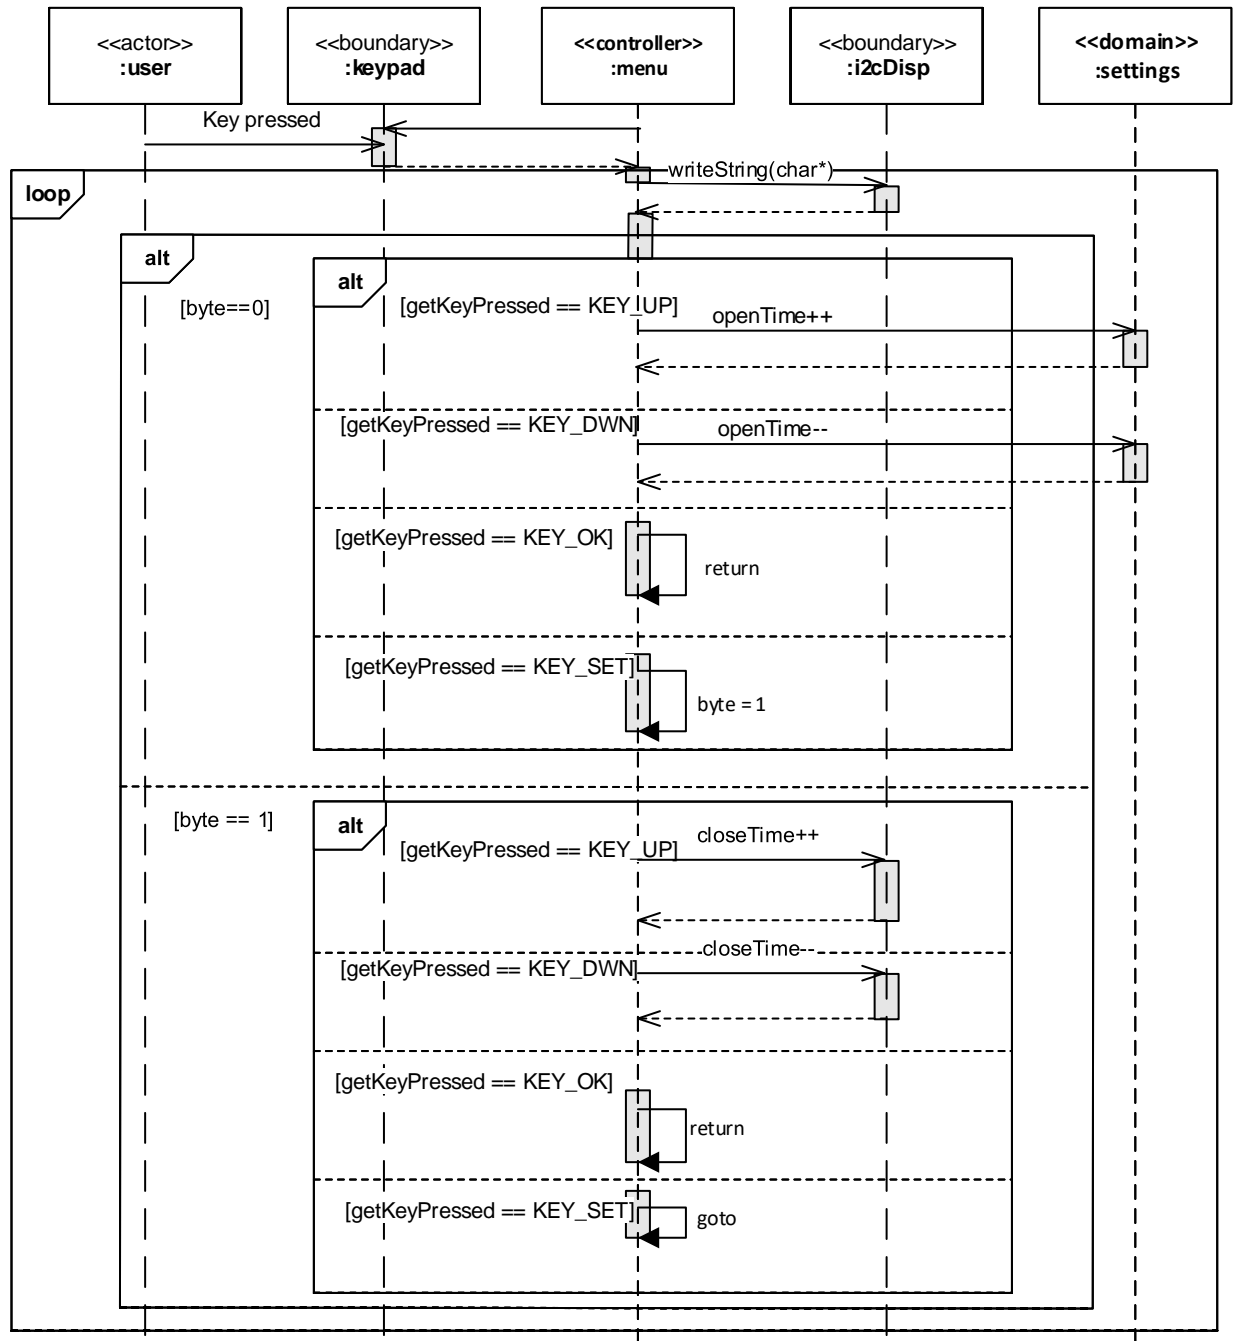 <<actor>>
:user
<<boundary>>
:keypad
<<controller>>
:menu
<<boundary>>
:i2cDisp
<<domain>>
:settings
Key pressed
writeString(char*)
loop
alt
alt
[byte==0]
[getKeyPressed == KEY_UP]
openTime++
[getKeyPressed == KEY_DWN]
openTime--
[getKeyPressed == KEY_OK]
return
[getKeyPressed == KEY_SET]
byte = 1
[byte == 1]
alt
[getKeyPressed == KEY_UP]
closeTime++
closeTime--
[getKeyPressed == KEY_DWN]
[getKeyPressed == KEY_OK]
return
[getKeyPressed == KEY_SET]
goto